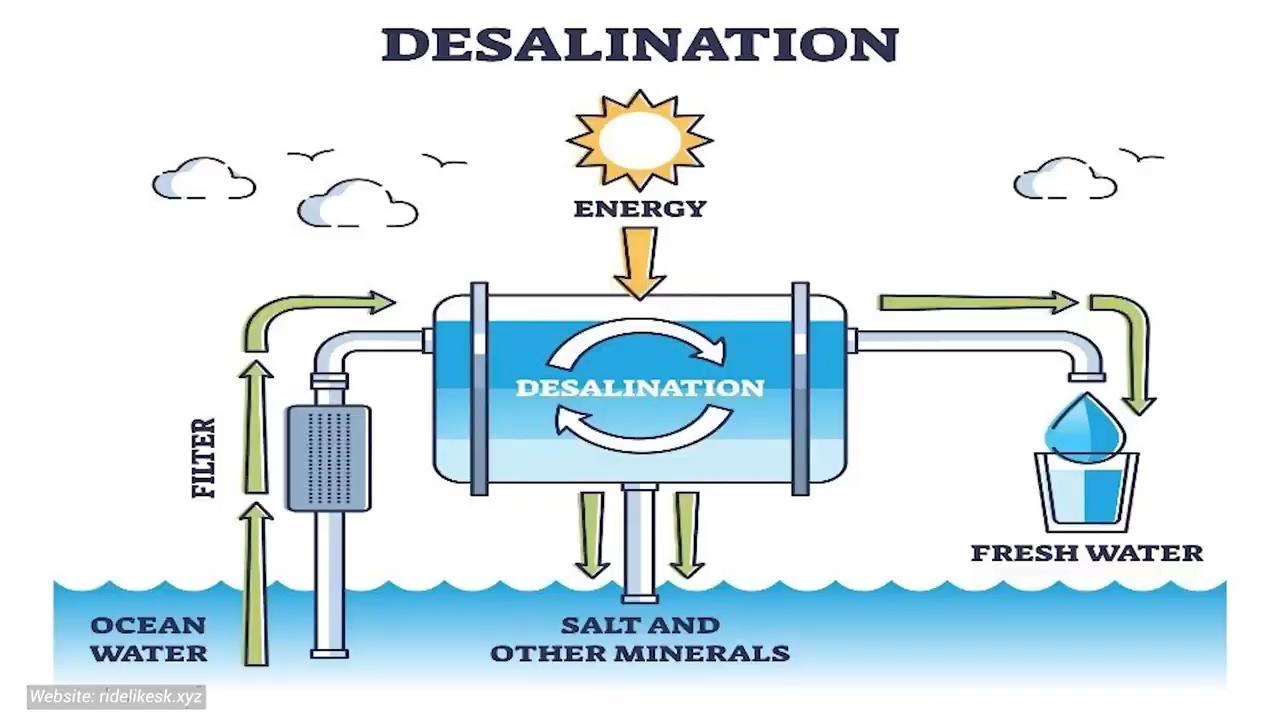 DESALINATION
ENERGY
DESALINATION
FILTER
FRESH WATER
OCEAN
WATER
SALT AND
OTHER MINERALS
Website: ridelikesk.xyz